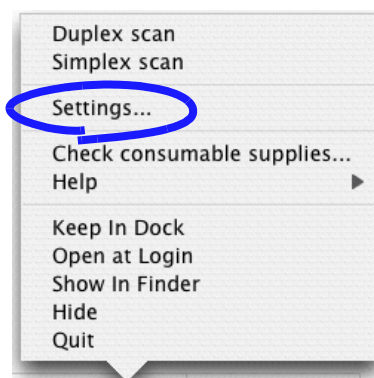 Duplex scan
Simplex scan
Settings...
Check consumable supplies...
Help
Keep In Dock
Open at Login
Show In Finder
Hide
Quit